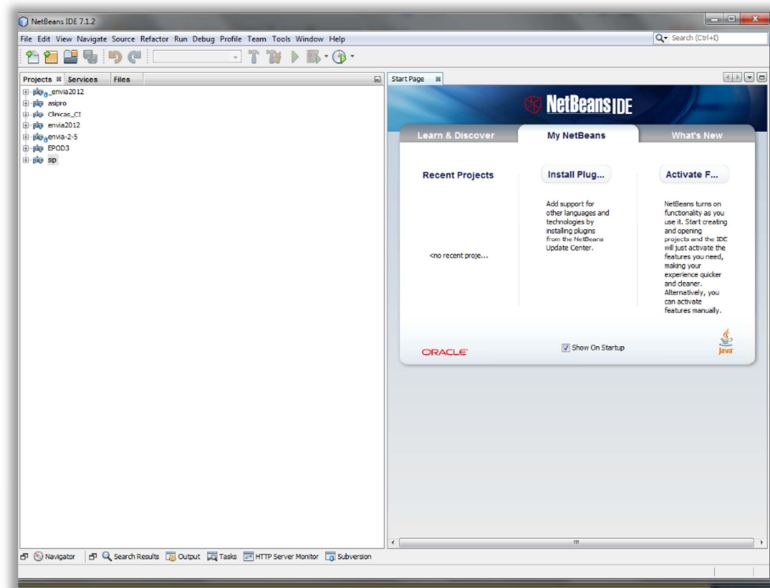 NetBeans IDE 7.1.2
File Edit View Navigate Source Refactor Run Debug Profile Team Tools Window Help
Search (Ctrl+I)
Projects Services Files
Start Page
_envia2012
asipro
Clinicas_CI
envia2012
envia-2-5
EPOD3
sip
NetBeans IDE
Learn & Discover My NetBeans What's New
Recent Projects
<no recent proje...
Install Plug...
Add support for
other languages and
technologies by
installing plugins
from the NetBeans
Update Center.
Activate F...
NetBeans turns on
functionality as you
use it. Start creating
and opening
projects and the IDE
will just activate the
features you need,
making your
experience quicker
and cleaner.
Alternatively, you
can activate
features manually.
ORACLE
Show On Startup
Java
Navigator Search Results Output Tasks HTTP Server Monitor Subversion